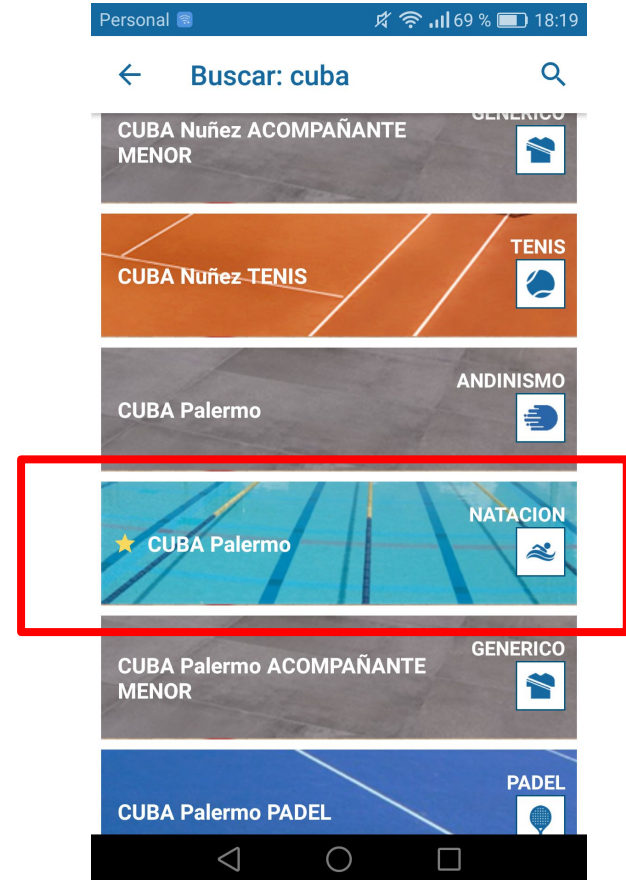 Personal 69 % 18:19
Buscar: cuba
GENERICO
CUBA Nuñez ACOMPAÑANTE
MENOR
TENIS
CUBA Nuñez TENIS
ANDINISMO
CUBA Palermo
NATACION
CUBA Palermo
GENERICO
CUBA Palermo ACOMPAÑANTE
MENOR
PADEL
CUBA Palermo PADEL